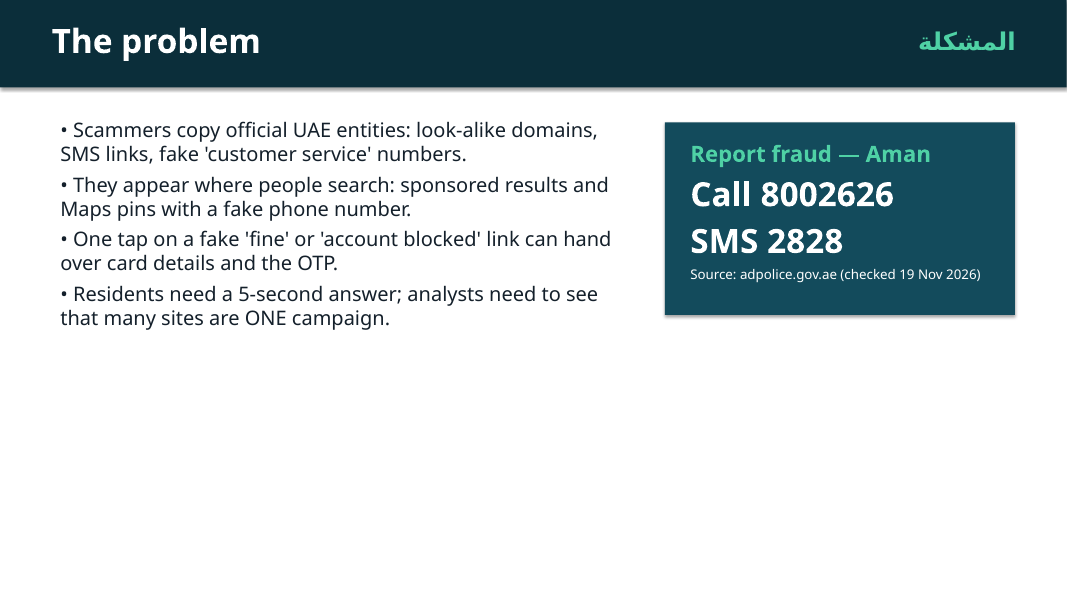 The problem
المشكلة
• Scammers copy official UAE entities: look-alike domains,
SMS links, fake 'customer service' numbers.
• They appear where people search: sponsored results and
Maps pins with a fake phone number.
• One tap on a fake 'fine' or 'account blocked' link can hand
over card details and the OTP.
• Residents need a 5-second answer; analysts need to see
that many sites are ONE campaign.
Report fraud — Aman
Call 8002626
SMS 2828
Source: adpolice.gov.ae (checked 19 Nov 2026)